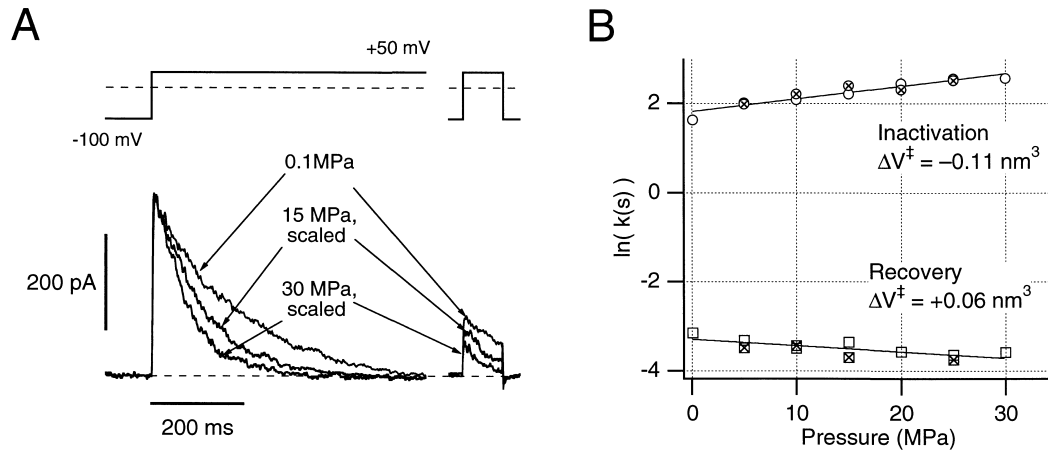 A
+50 mV
-100 mV
0.1MPa
15 MPa,
scaled
30 MPa,
scaled
200 pA
200 ms
B
ln( k(s) )
2
0
-2
-4
Inactivation
ΔV‡ = –0.11 nm3
Recovery
ΔV‡ = +0.06 nm3
0 10 20 30
Pressure (MPa)